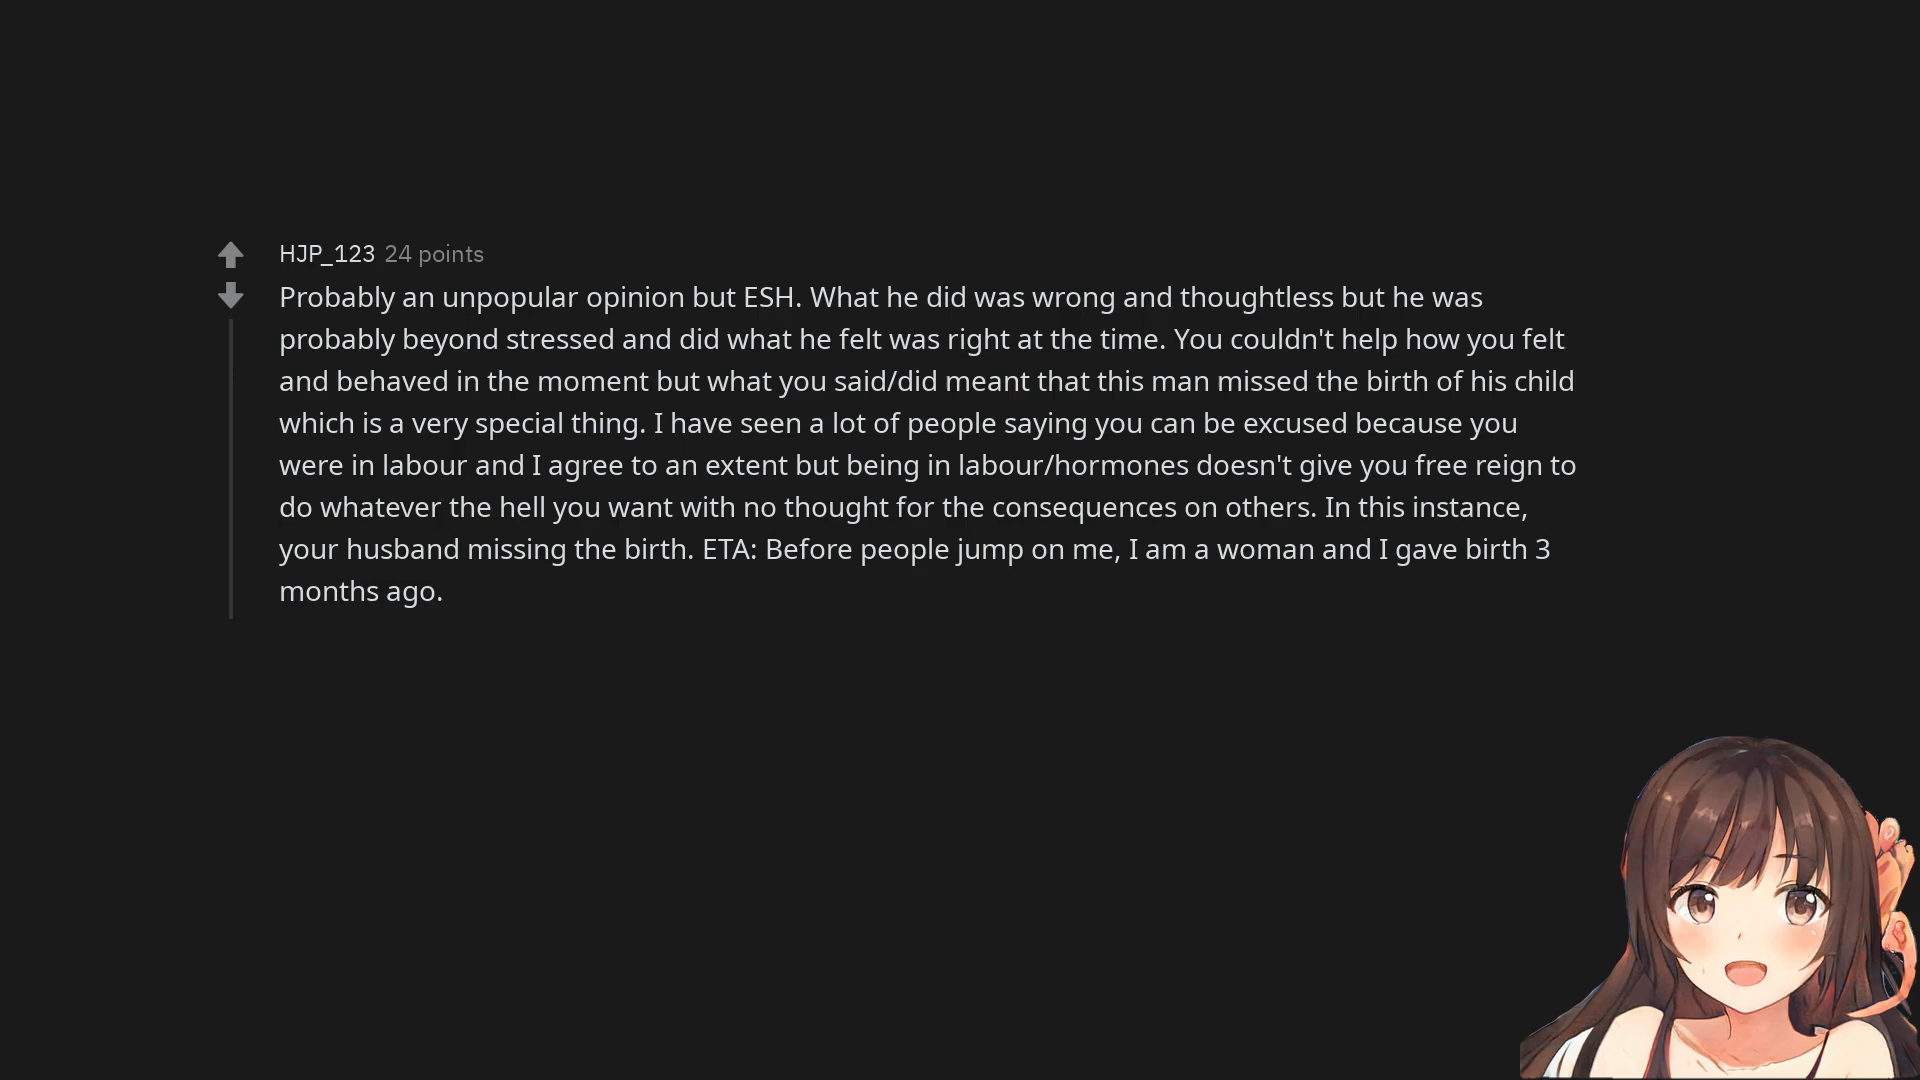 HJP_123 24 points
Probably an unpopular opinion but ESH. What he did was wrong and thoughtless but he was
probably beyond stressed and did what he felt was right at the time. You couldn't help how you felt
and behaved in the moment but what you said/did meant that this man missed the birth of his child
which is a very special thing. I have seen a lot of people saying you can be excused because you
were in labour and I agree to an extent but being in labour/hormones doesn't give you free reign to
do whatever the hell you want with no thought for the consequences on others. In this instance,
your husband missing the birth. ETA: Before people jump on me, I am a woman and I gave birth 3
months ago.